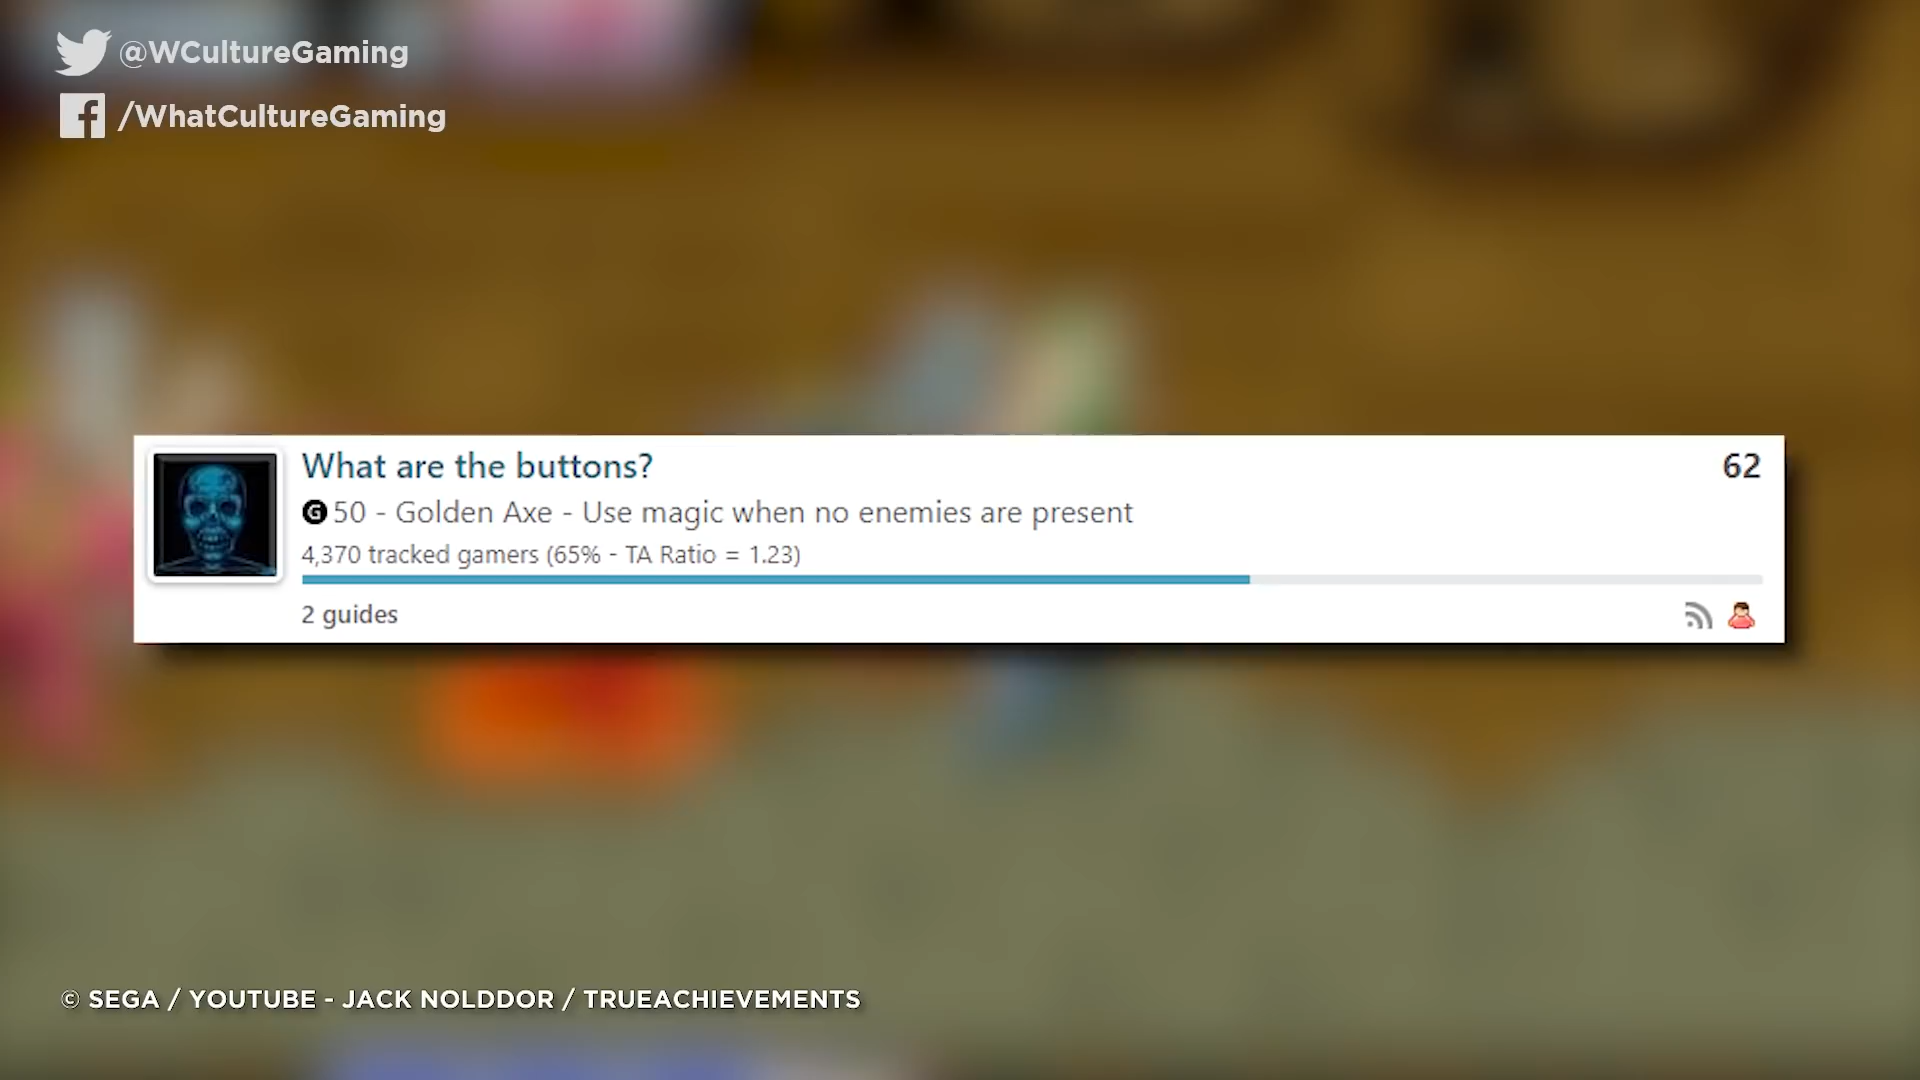 @WCultureGaming
/WhatCultureGaming
What are the buttons?
62
G 50 - Golden Axe - Use magic when no enemies are present
4,370 tracked gamers (65% - TA Ratio = 1.23)
2 guides
© SEGA / YOUTUBE - JACK NOLDDOR / TRUEACHIEVEMENTS